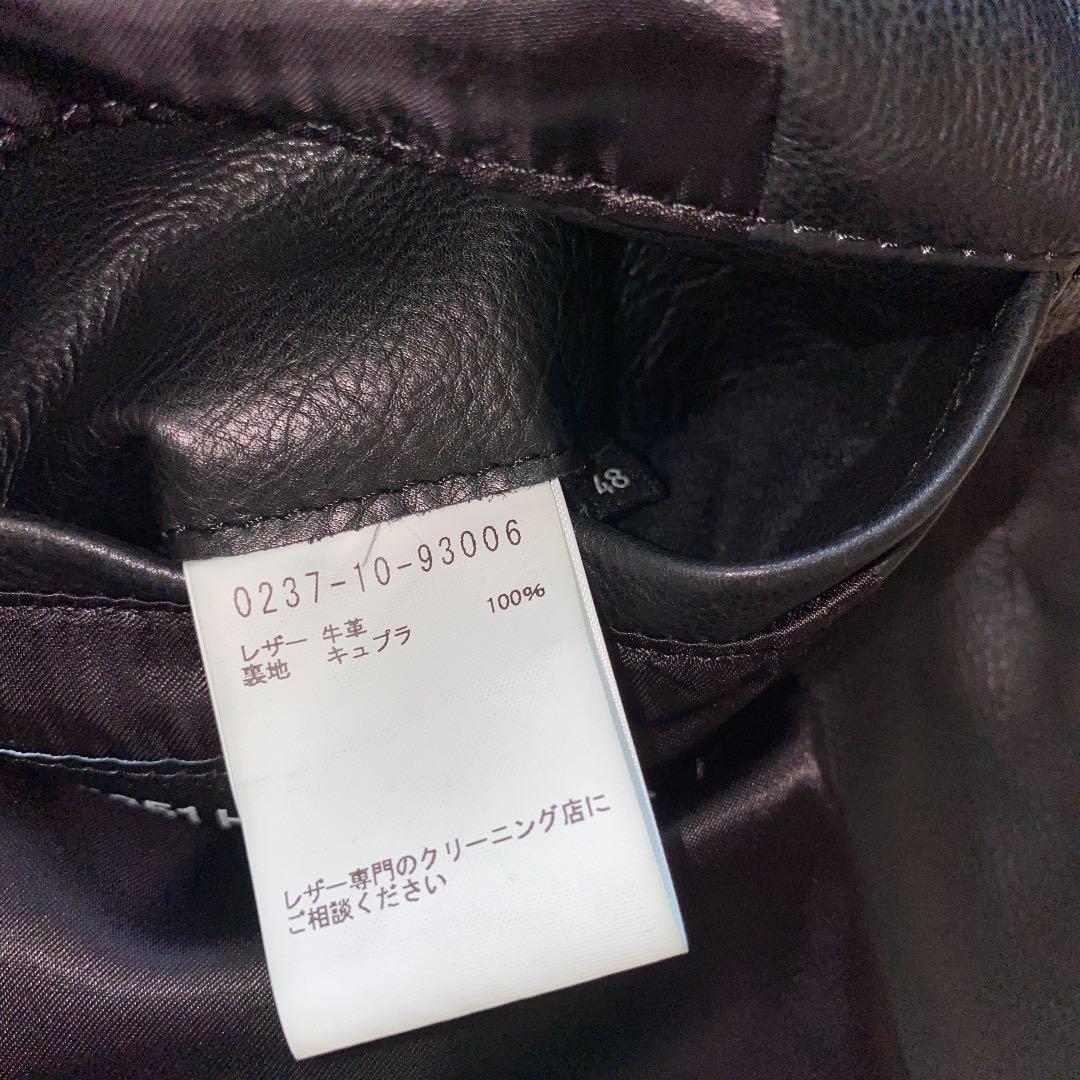 48
0237-10-93006
レザー 牛革
裏地 キュプラ 100%
レザー専門のクリーニング店に
ご相談ください